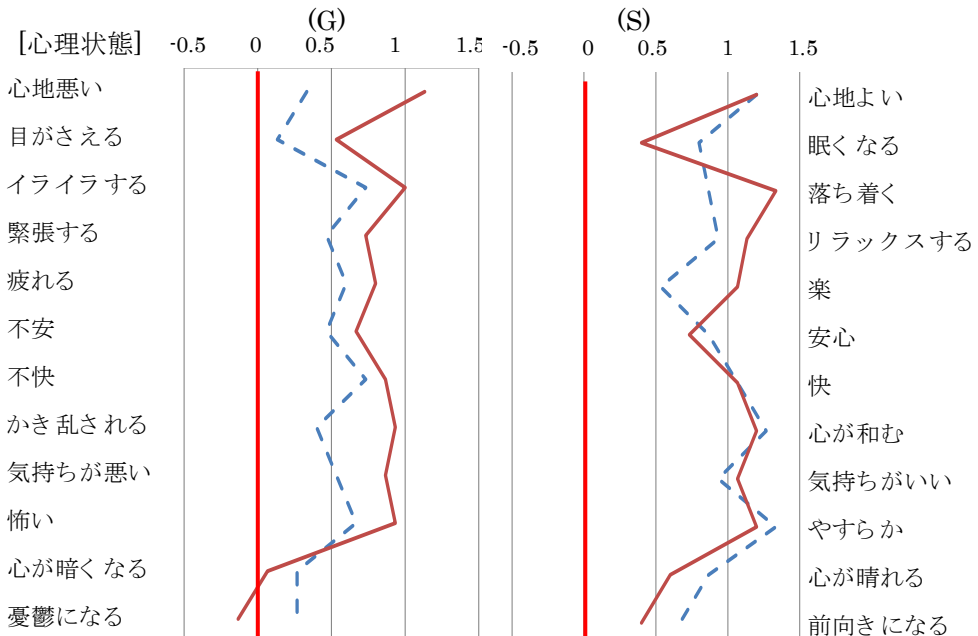 (G) (S)
[心理状態] -0.5 0 0.5 1 1.5 -0.5 0 0.5 1 1.5
心地悪い 心地よい
目がさえる 眠くなる
イライラする 落ち着く
緊張する リラックスする
疲れる 楽
不安 安心
不快 快
かき乱される 心が和む
気持ちが悪い 気持ちがいい
怖い やすらか
心が暗くなる 心が晴れる
憂鬱になる 前向きになる